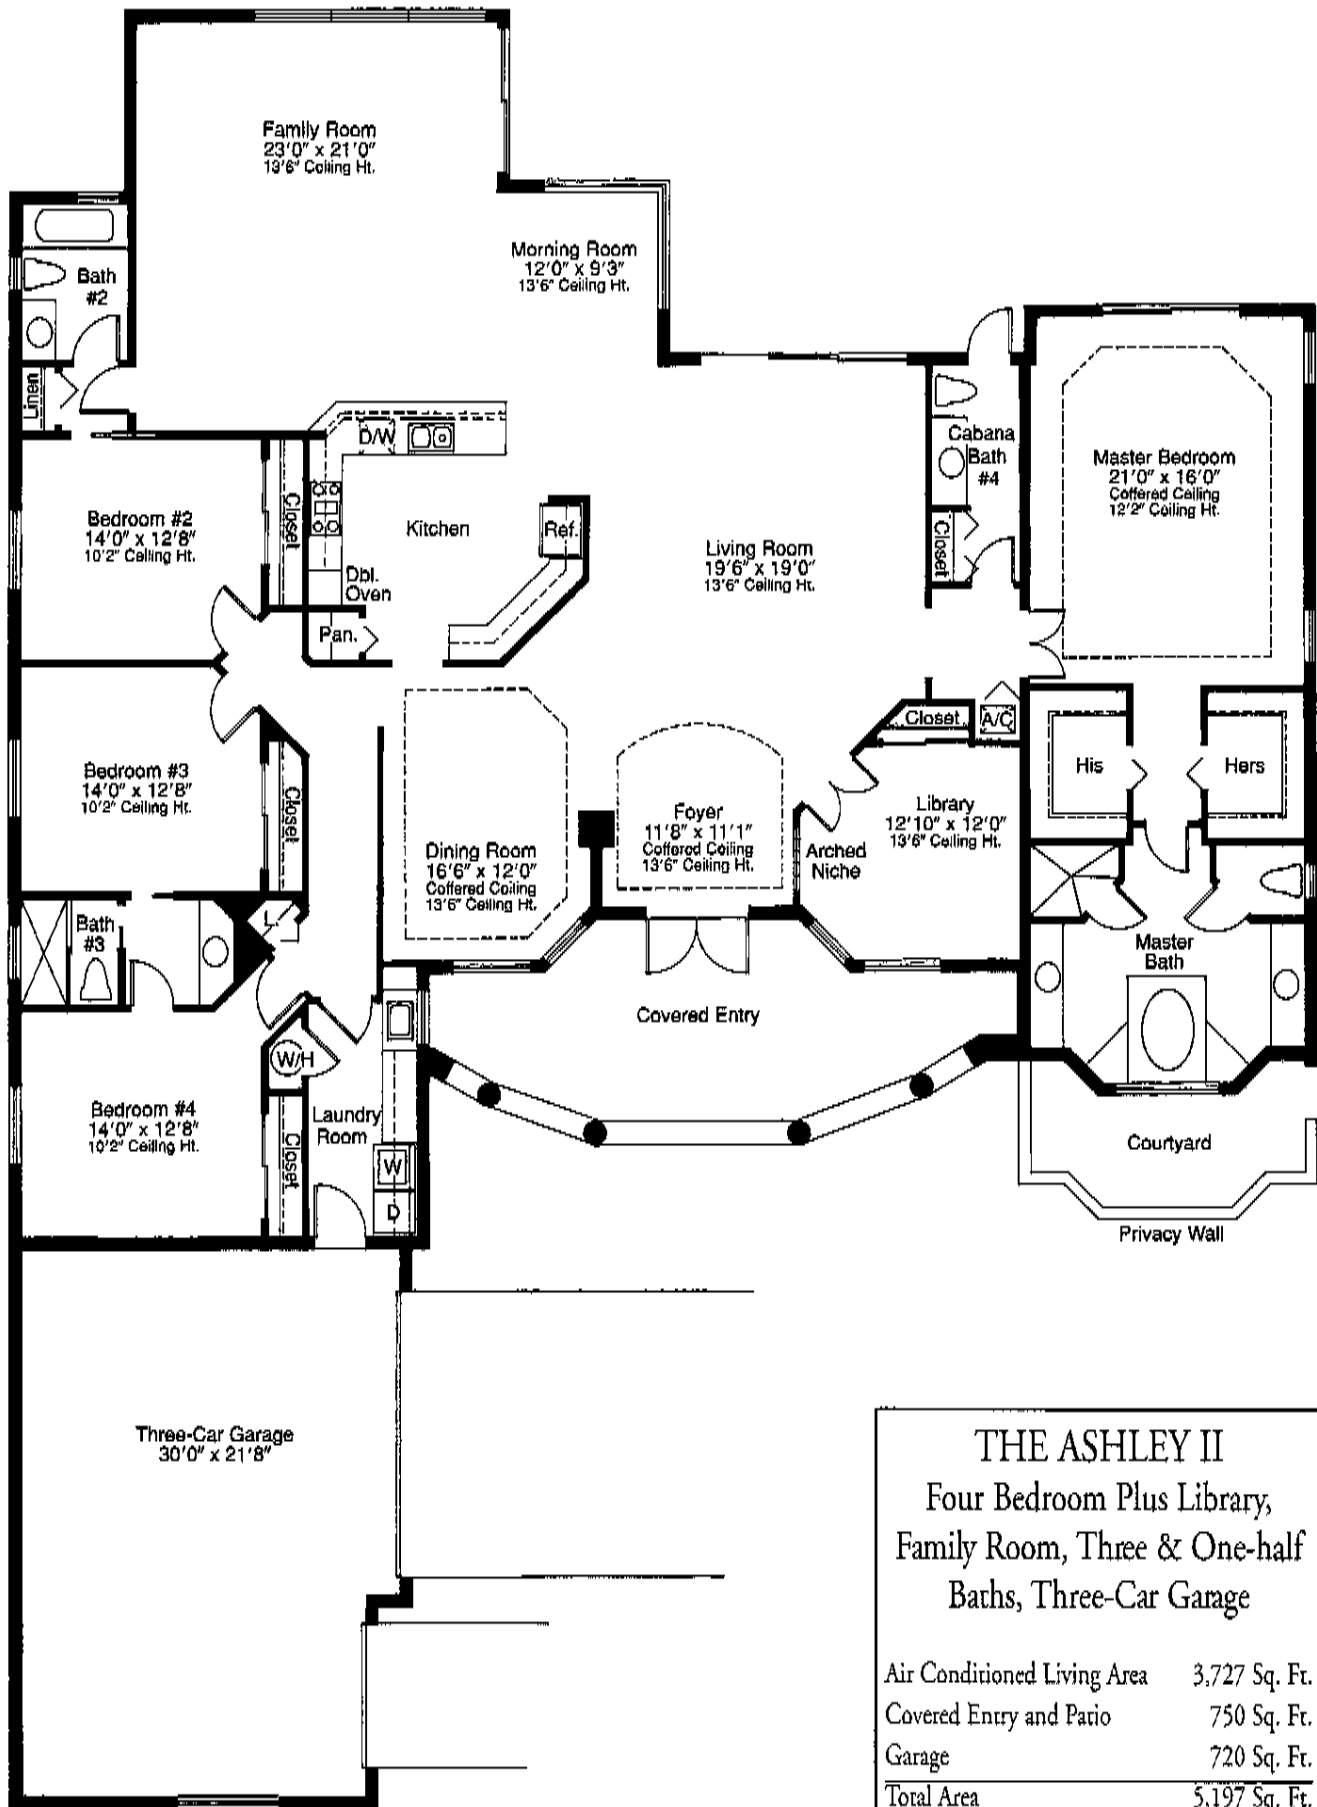 Family Room
23'0" x 21'0"
13'6" Ceiling Ht.
Morning Room
12'0" x 9'3"
13'6" Ceiling Ht.
Bath
#2
Linen
D/W
Cabana
Bath
#4
Master Bedroom
21'0" x 16'0"
Coffered Ceiling
12'2" Ceiling Ht.
Bedroom #2
14'0" x 12'8"
10'2" Ceiling Ht.
Closet
Kitchen
Ref.
Living Room
19'6" x 19'0"
13'6" Ceiling Ht.
Closet
Dbl.
Oven
Pan.
Closet
A/C
His
Hers
Bedroom #3
14'0" x 12'8"
10'2" Ceiling Ht.
Closet
Foyer
11'8" x 11'1"
Coffered Ceiling
13'6" Ceiling Ht.
Library
12'10" x 12'0"
13'6" Ceiling Ht.
Dining Room
16'6" x 12'0"
Coffered Ceiling
13'6" Ceiling Ht.
Arched
Niche
Bath
#3
L.
Master
Bath
Covered Entry
W/H
Bedroom #4
14'0" x 12'8"
10'2" Ceiling Ht.
Closet
Laundry
Room
W
D
Courtyard
Privacy Wall
Three-Car Garage
30'0" x 21'8"
THE ASHLEY II
Four Bedroom Plus Library,
Family Room, Three & One-half
Baths, Three-Car Garage
Air Conditioned Living Area 3,727 Sq. Ft.
Covered Entry and Patio 750 Sq. Ft.
Garage 720 Sq. Ft.
Total Area 5,197 Sq. Ft.